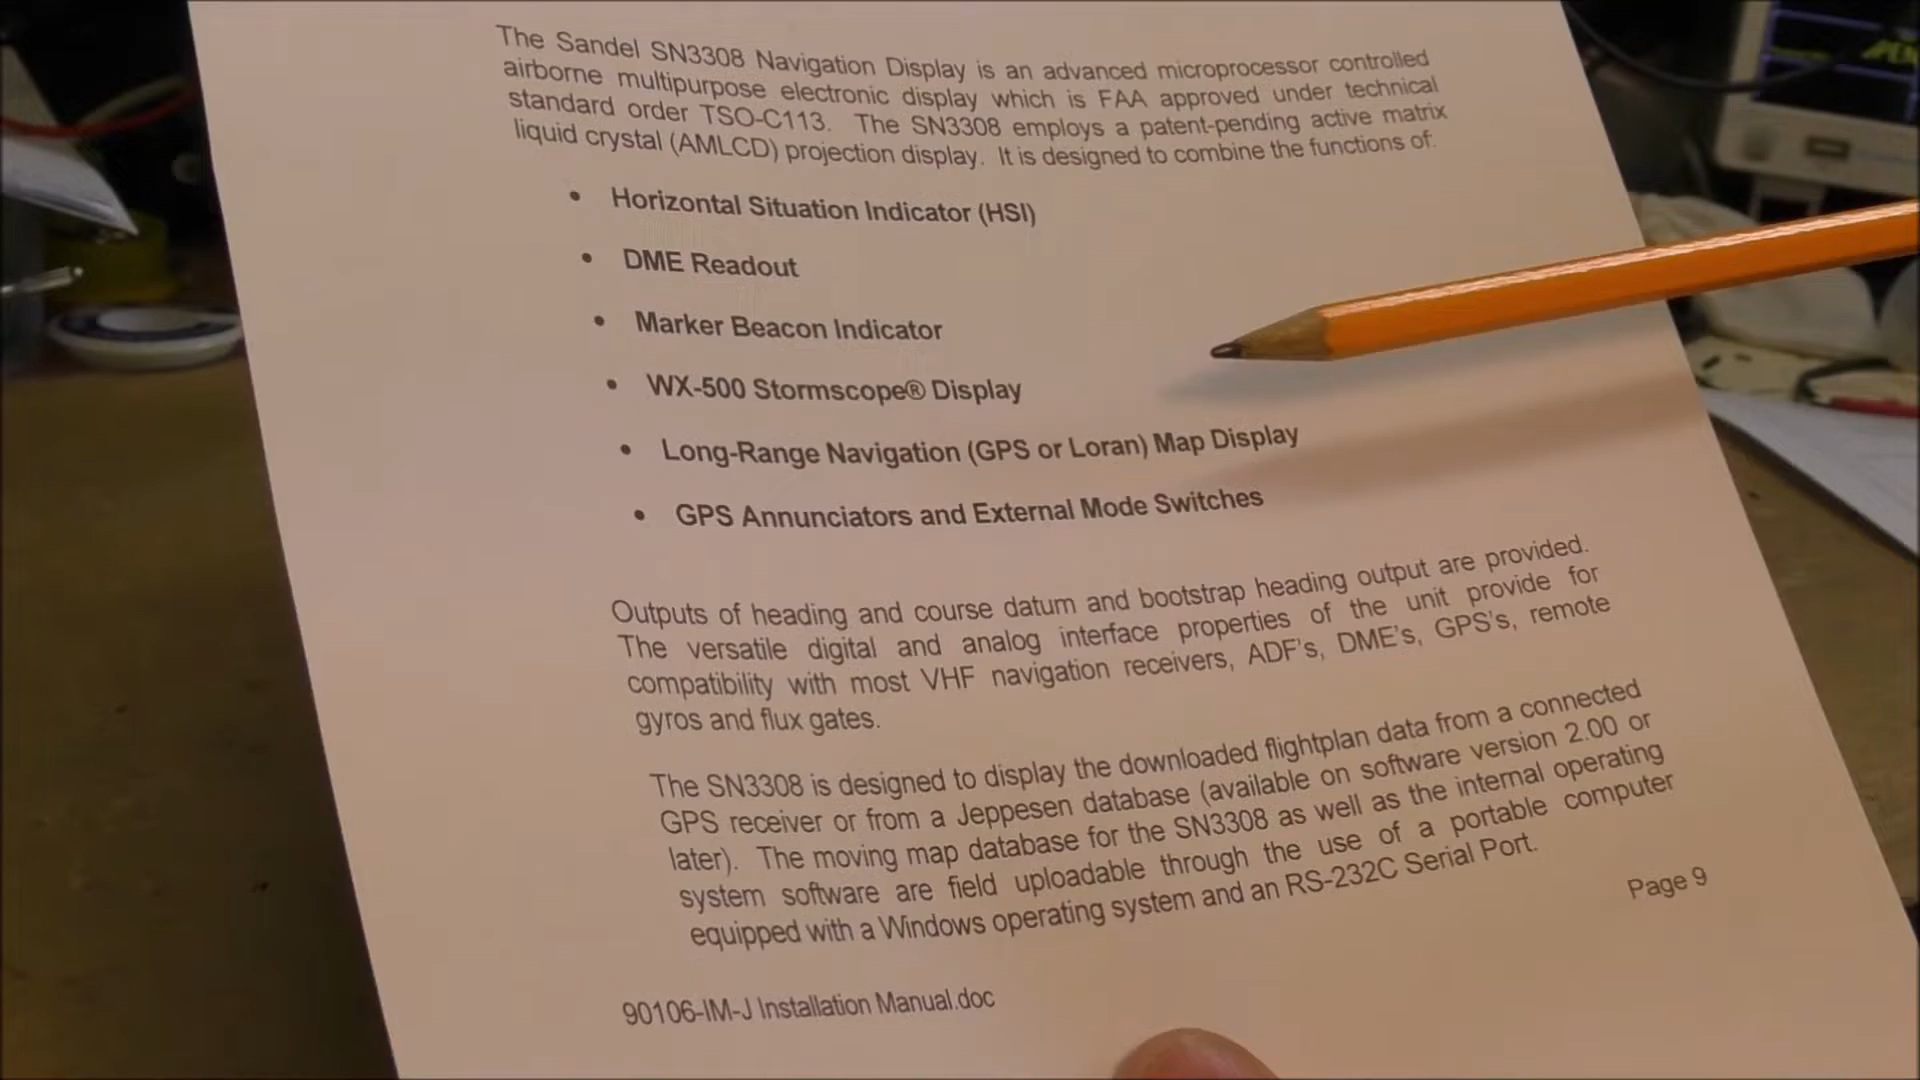 The Sandel SN3308 Navigation Display is an advanced microprocessor controlled
airborne multipurpose electronic display which is FAA approved under technical
standard order TSO-C113. The SN3308 employs a patent-pending active matrix
liquid crystal (AMLCD) projection display. It is designed to combine the functions of:
• Horizontal Situation Indicator (HSI)
• DME Readout
• Marker Beacon Indicator
• WX-500 Stormscope® Display
• Long-Range Navigation (GPS or Loran) Map Display
• GPS Annunciators and External Mode Switches
Outputs of heading and course datum and bootstrap heading output are provided.
The versatile digital and analog interface properties of the unit provide for
compatibility with most VHF navigation receivers, ADF's, DME's, GPS's, remote
gyros and flux gates.
The SN3308 is designed to display the downloaded flightplan data from a connected
GPS receiver or from a Jeppesen database (available on software version 2.00 or
later). The moving map database for the SN3308 as well as the internal operating
system software are field uploadable through the use of a portable computer
equipped with a Windows operating system and an RS-232C Serial Port.
Page 9
90106-IM-J Installation Manual.doc